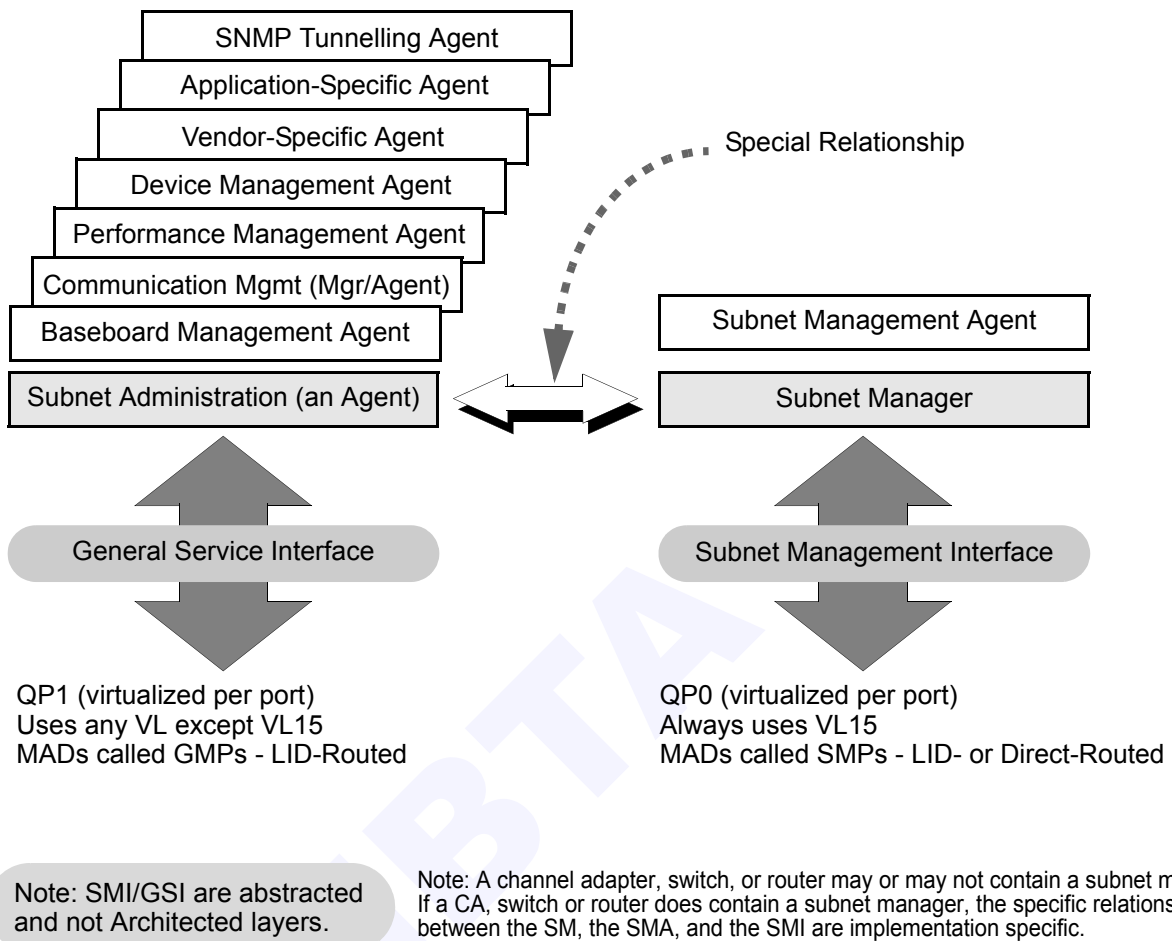 SNMP Tunnelling Agent
Application-Specific Agent
Vendor-Specific Agent
Device Management Agent
Performance Management Agent
Communication Mgmt (Mgr/Agent)
Baseboard Management Agent
Subnet Administration (an Agent)
Special Relationship
Subnet Management Agent
Subnet Manager
General Service Interface
Subnet Management Interface
QP1 (virtualized per port)
Uses any VL except VL15
MADs called GMPs - LID-Routed
QP0 (virtualized per port)
Always uses VL15
MADs called SMPs - LID- or Direct-Routed
IBTA
Note: SMI/GSI are abstracted
and not Architected layers.
Note: A channel adapter, switch, or router may or may not contain a subnet
If a CA, switch or router does contain a subnet manager, the specific
between the SM, the SMA, and the SMI are implementation specific.